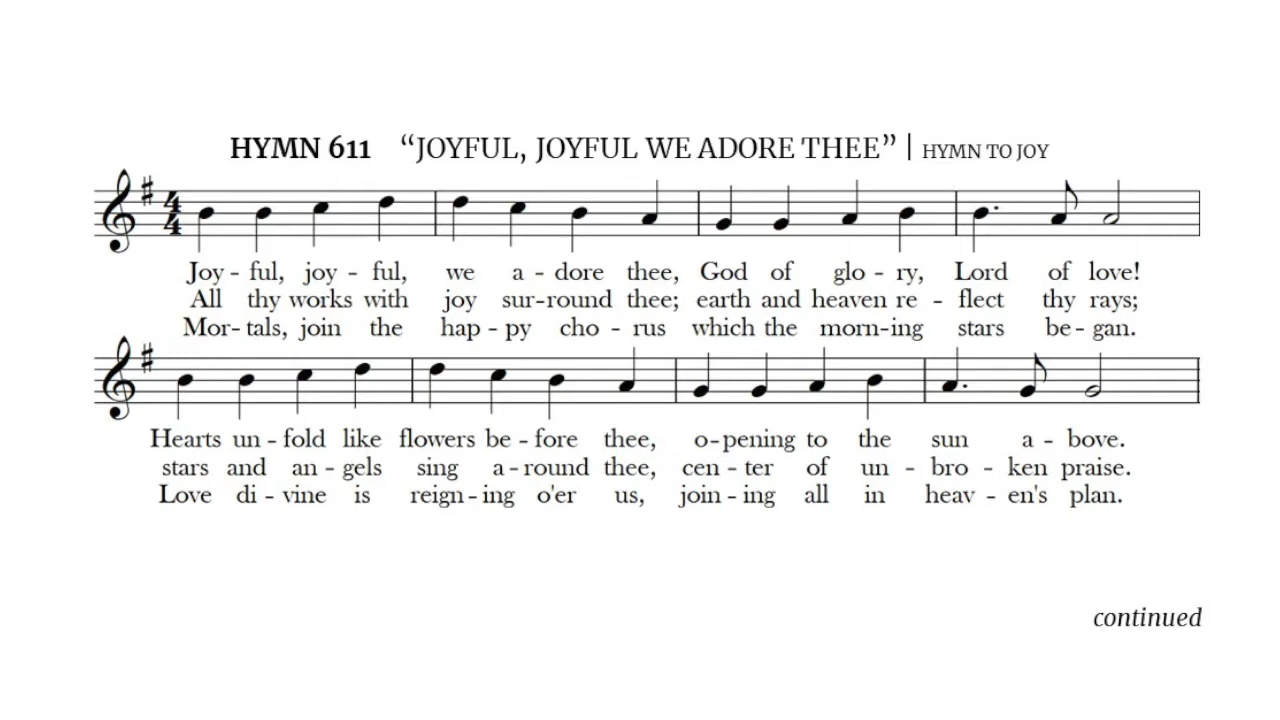 HYMN 611 “JOYFUL, JOYFUL WE ADORE THEE” | HYMN TO JOY
4
4
Joy - ful, joy - ful, we a - dore thee, God of glo - ry, Lord of love!
All thy works with joy sur-round thee; earth and heaven re - flect thy rays;
Mor- tals, join the hap - py cho - rus which the morn-ing stars be - gan.
Hearts un - fold like flowers be - fore thee, o-pening to the sun a - bove.
stars and an - gels sing a - round thee, cen - ter of un - bro - ken praise.
Love di - vine is reign - ing o'er us, join - ing all in heav - en's plan.
continued